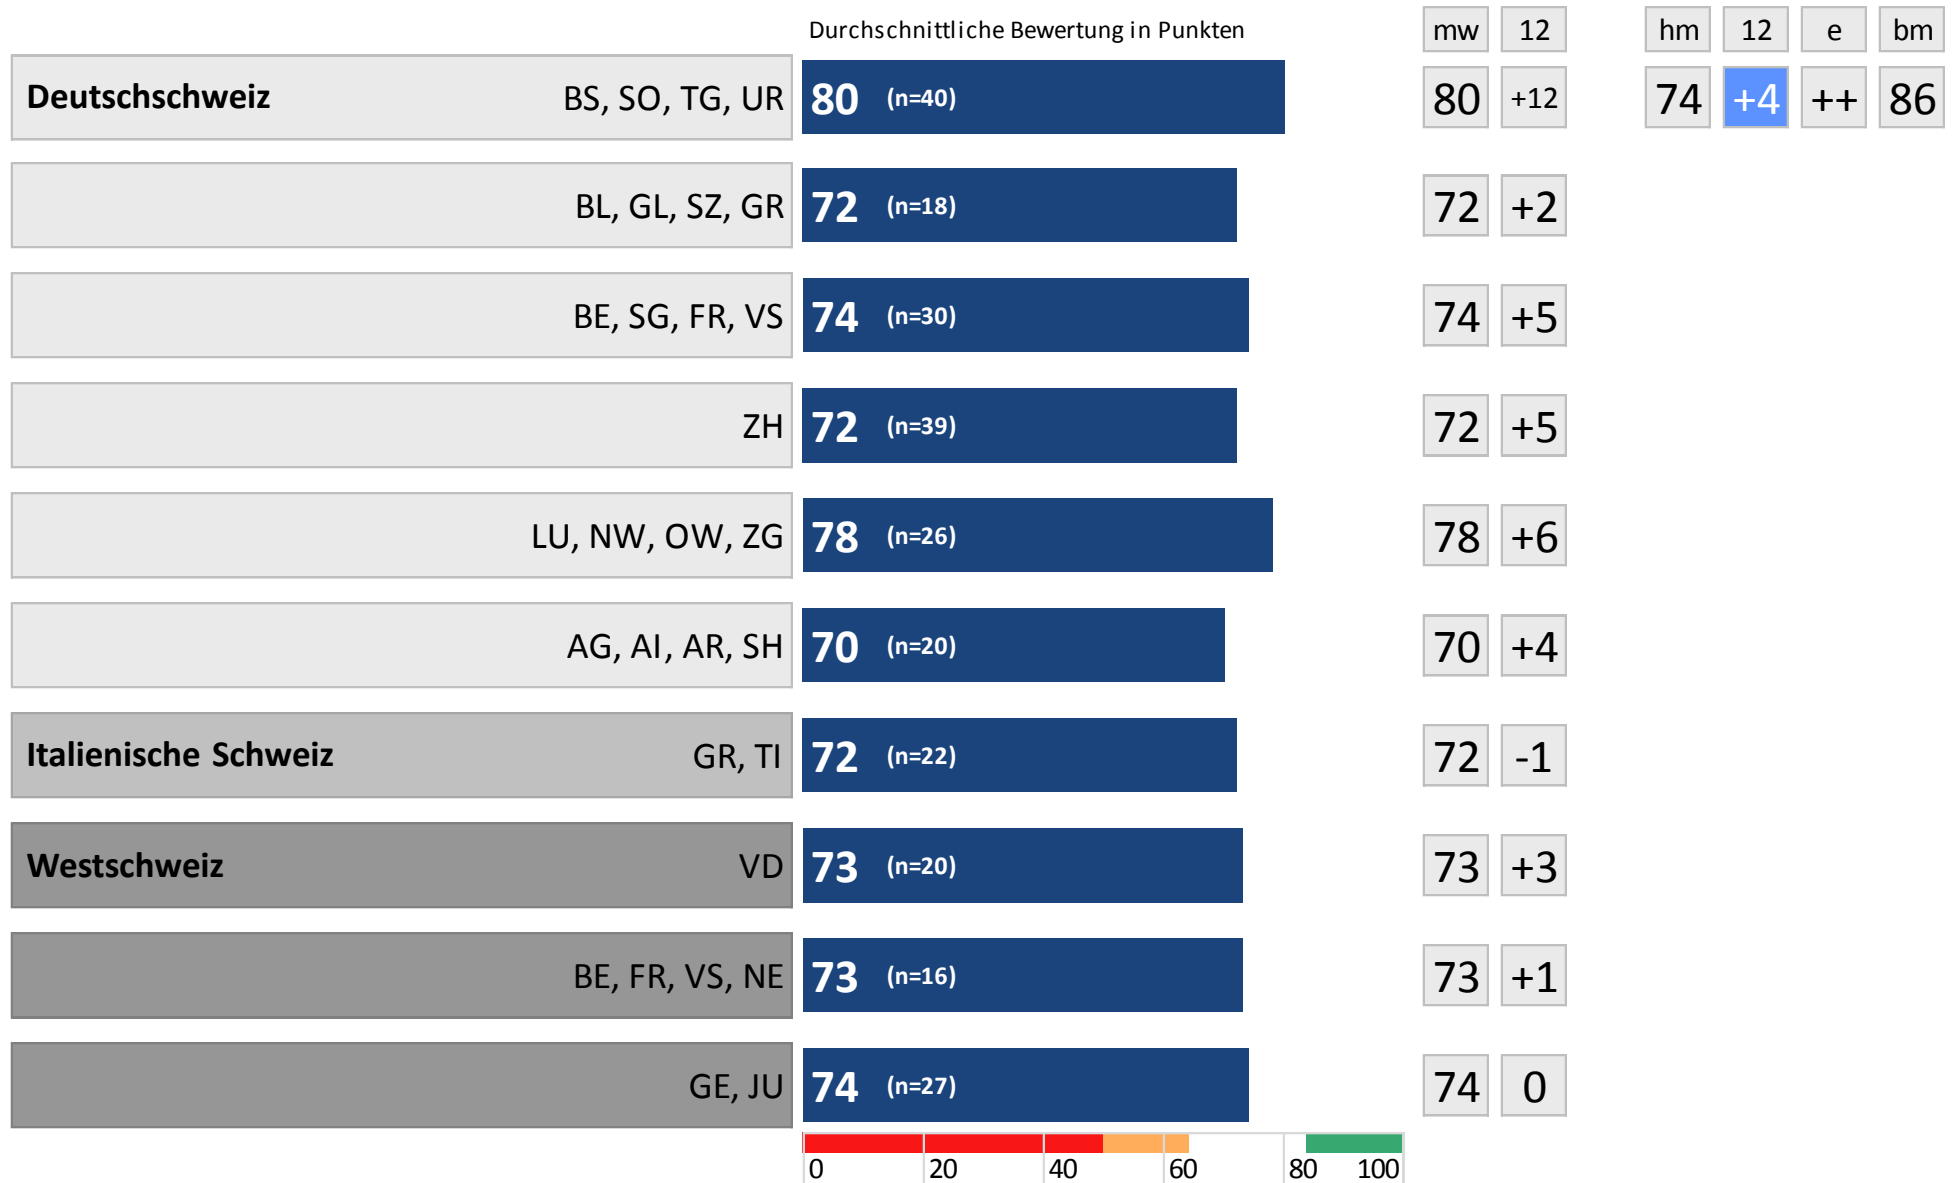 Durchschnittliche Bewertung in Punkten mw 12 hm 12 e bm
Deutschschweiz BS, SO, TG, UR 80 (n=40) 80 +12 74 +4 ++ 86
BL, GL, SZ, GR 72 (n=18) 72 +2
BE, SG, FR, VS 74 (n=30) 74 +5
ZH 72 (n=39) 72 +5
LU, NW, OW, ZG 78 (n=26) 78 +6
AG, AI, AR, SH 70 (n=20) 70 +4
Italienische Schweiz GR, TI 72 (n=22) 72 -1
Westschweiz VD 73 (n=20) 73 +3
BE, FR, VS, NE 73 (n=16) 73 +1
GE, JU 74 (n=27) 74 0
0 20 40 60 80 100